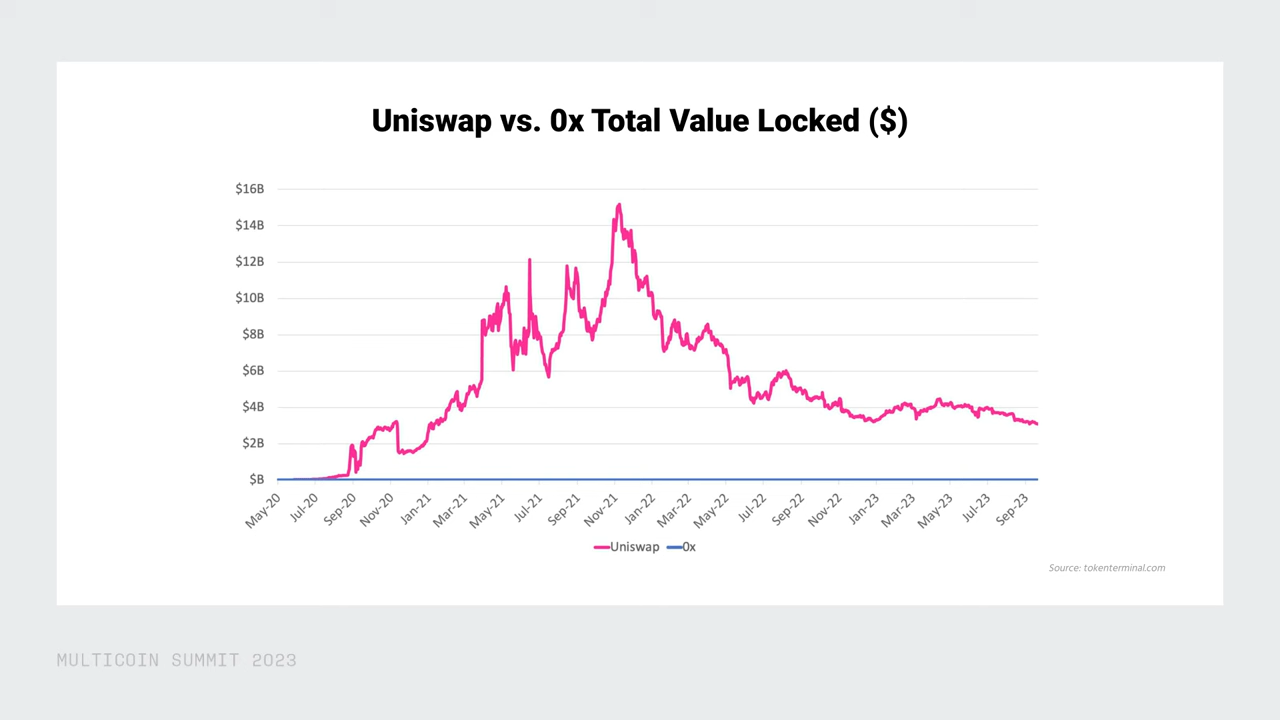 Uniswap vs. 0x Total Value Locked ($)
$16B
$14B
$12B
$10B
$8B
$6B
$4B
$2B
$B
May-20 Jul-20 Sep-20 Nov-20 Jan-21 Mar-21 May-21 Jul-21 Sep-21 Nov-21 Jan-22 Mar-22 May-22 Jul-22 Sep-22 Nov-22 Jan-23 Mar-23 May-23 Jul-23 Sep-23
Uniswap 0x
Source: tokenterminal.com
MULTICOIN SUMMIT 2023